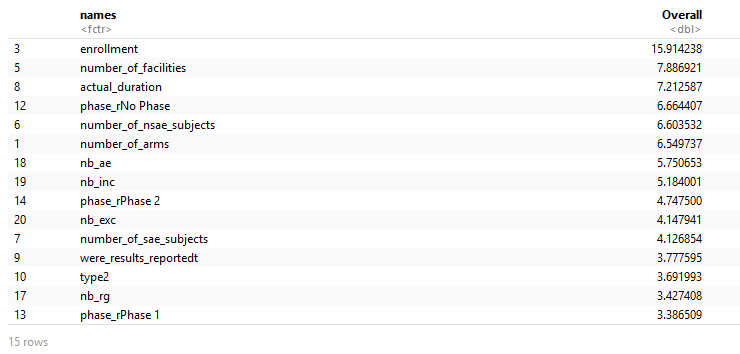 names Overall
<fctr> <dbl>
3 enrollment 15.914238
5 number_of_facilities 7.886921
8 actual_duration 7.212587
12 phase_rNo Phase 6.664407
6 number_of_nsae_subjects 6.603532
1 number_of_arms 6.549737
18 nb_ae 5.750653
19 nb_inc 5.184001
14 phase_rPhase 2 4.747500
20 nb_exc 4.147941
7 number_of_sae_subjects 4.126854
9 were_results_reportedt 3.777595
10 type2 3.691993
17 nb_rg 3.427408
13 phase_rPhase 1 3.386509
15 rows